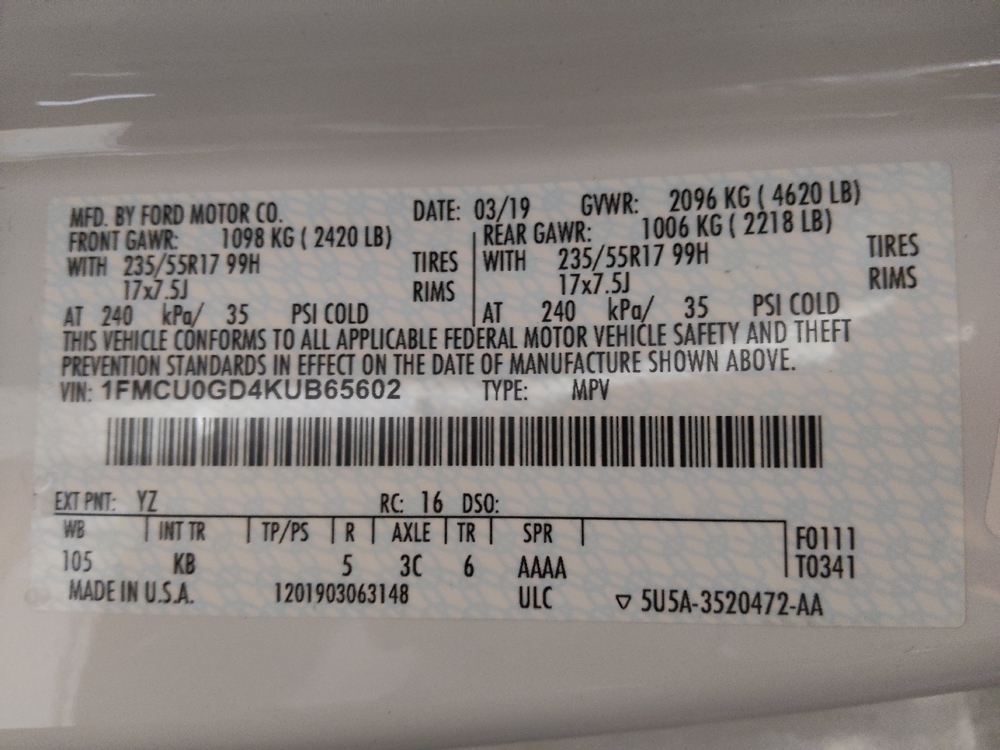 MFD. BY FORD MOTOR CO. DATE: 03/19 GVWR: 2096 KG ( 4620 LB)
FRONT GAWR: 1098 KG ( 2420 LB) REAR GAWR: 1006 KG ( 2218 LB)
WITH 235/55R17 99H TIRES WITH 235/55R17 99H TIRES
17x7.5J RIMS 17x7.5J RIMS
AT 240 kPa/ 35 PSI COLD AT 240 kPa/ 35 PSI COLD
THIS VEHICLE CONFORMS TO ALL APPLICABLE FEDERAL MOTOR VEHICLE SAFETY AND THEFT
PREVENTION STANDARDS IN EFFECT ON THE DATE OF MANUFACTURE SHOWN ABOVE.
VIN: 1FMCU0GD4KUB65602 TYPE: MPV
EXT PNT: YZ RC: 16 DSO:
WB INT TR TP/PS R AXLE TR SPR F0111
105 KB 5 3C 6 AAAA T0341
MADE IN U.S.A. 1201903063148 ULC ▽ 5U5A-3520472-AA